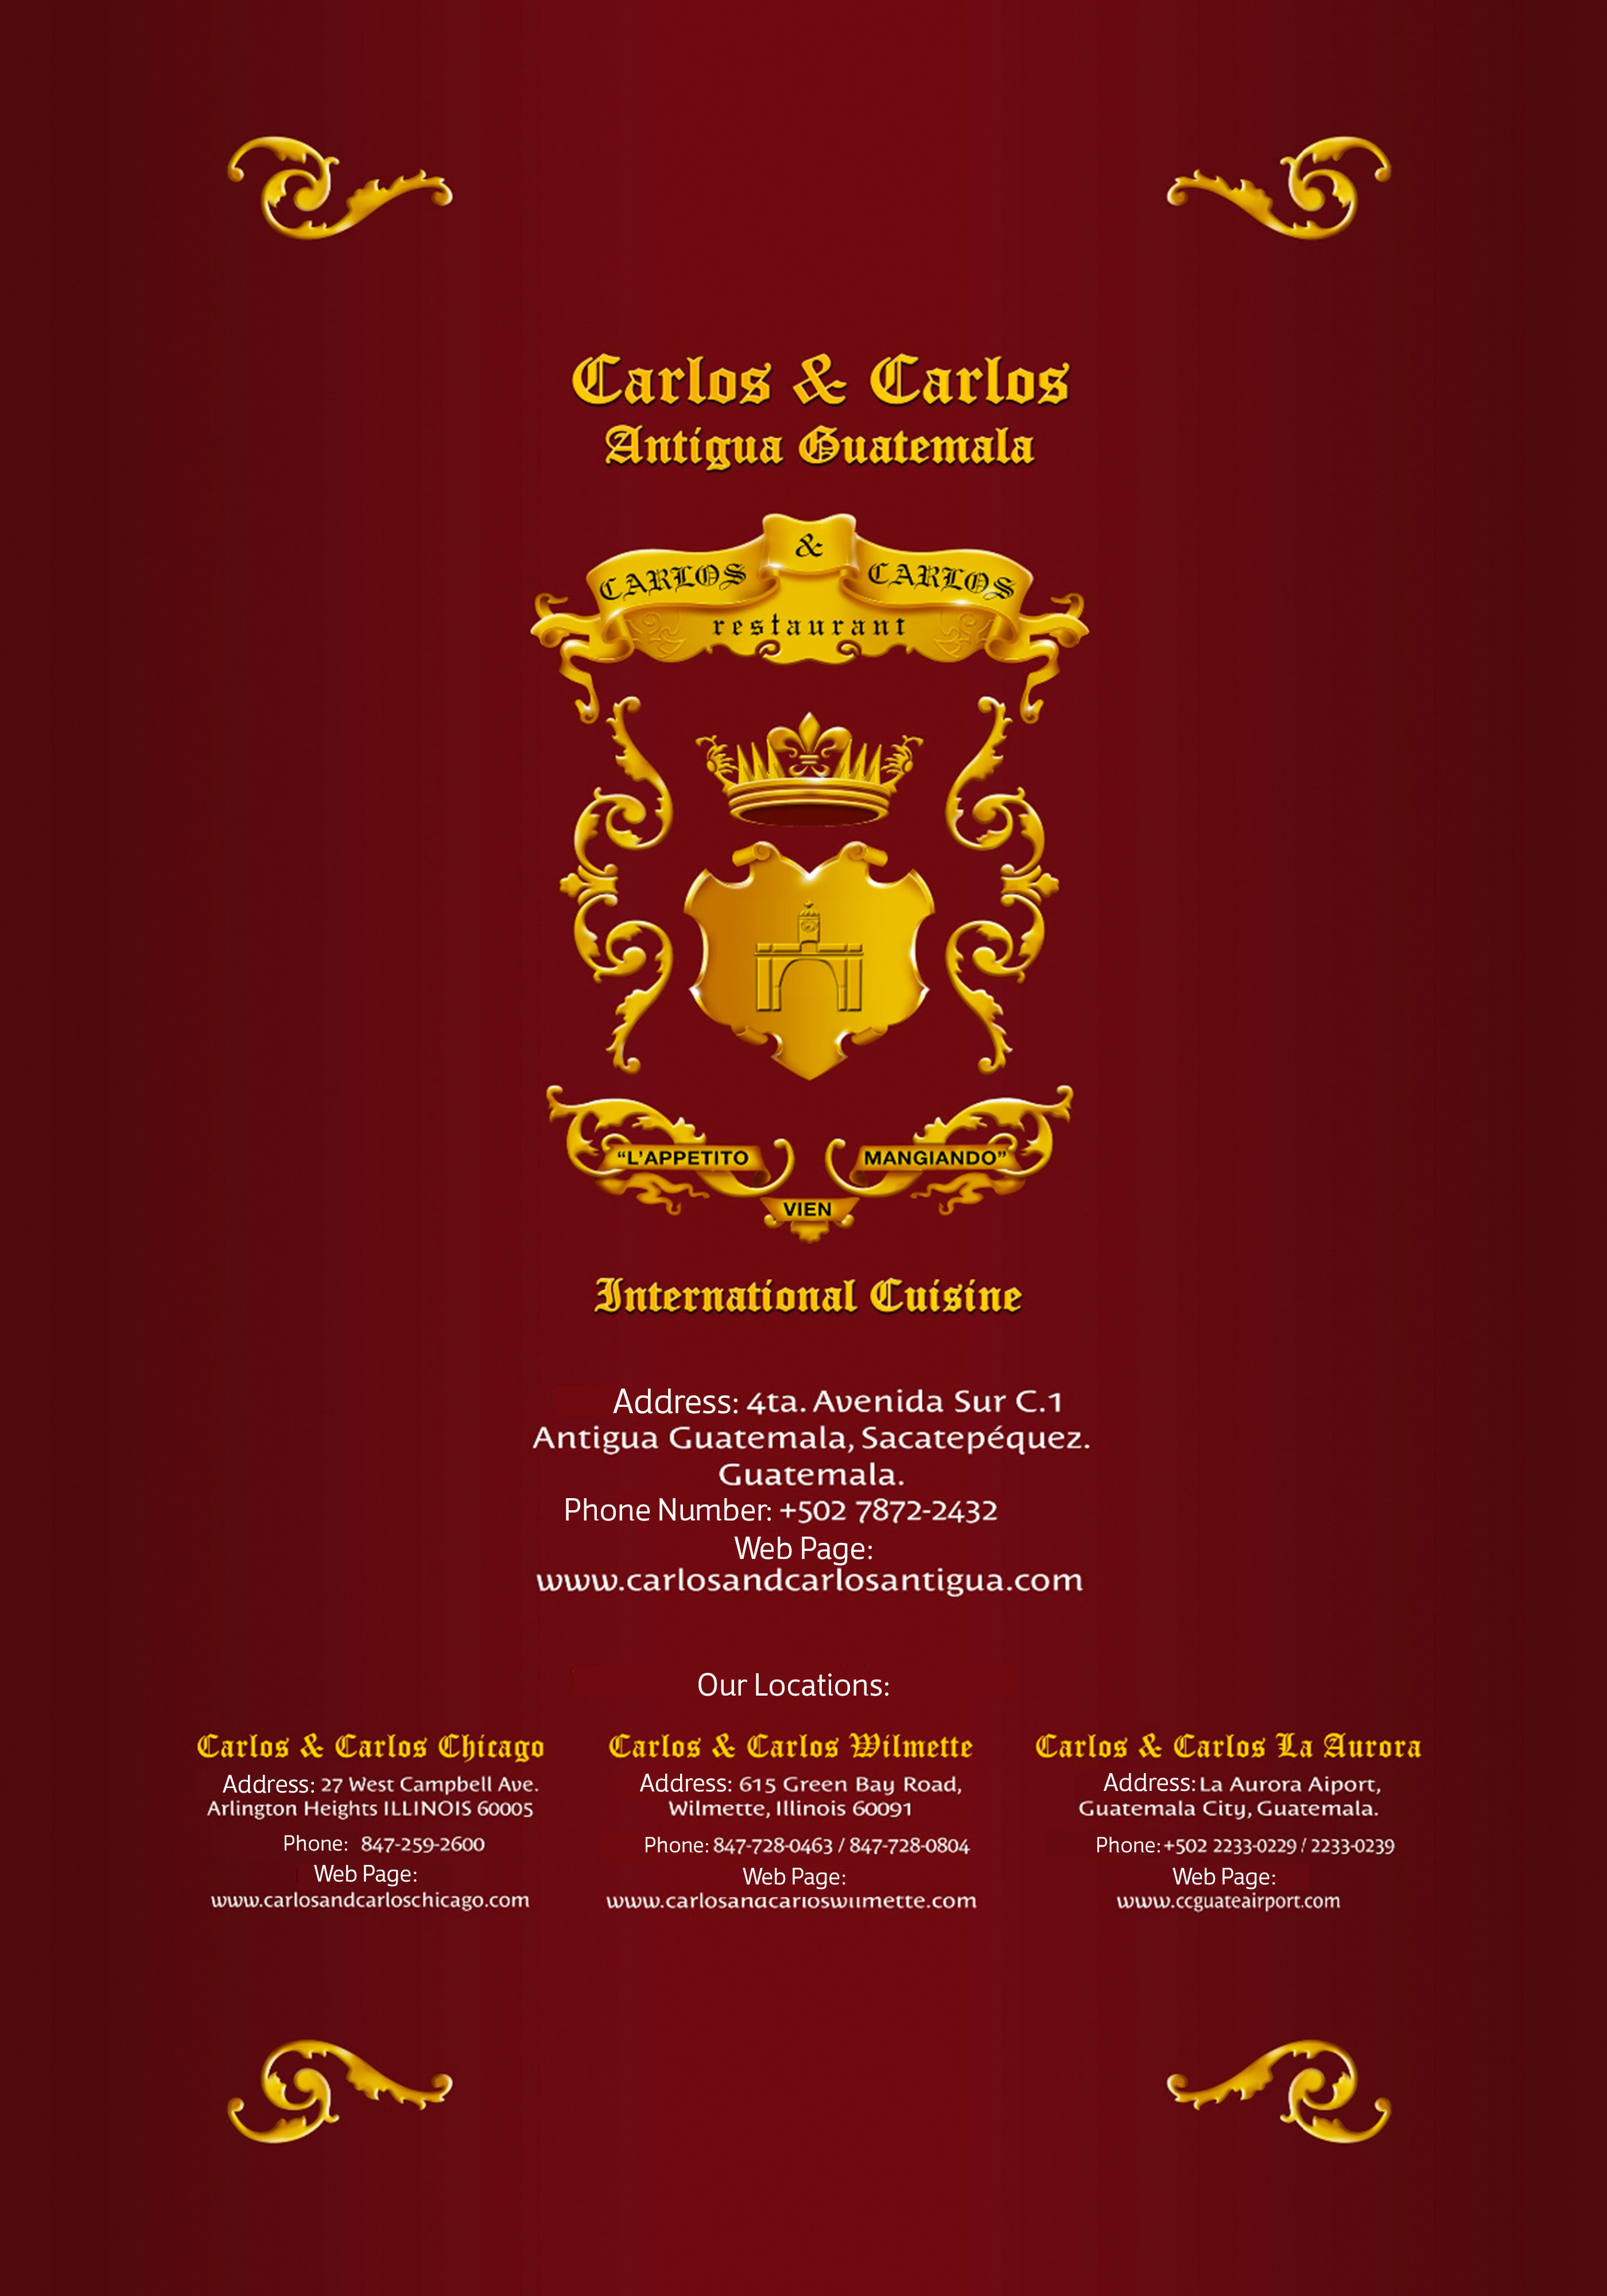 Carlos & Carlos
Antigua Guatemala
CARLOS & CARLOS
restaurant
"L'APPETITO
VIEN
MANGIANDO"
International Cuisine
Address: 4ta. Avenida Sur C.1
Antigua Guatemala, Sacatepéquez.
Guatemala.
Phone Number: +502 7872-2432
Web Page:
www.carlosandcarlosantigua.com
Our Locations:
Carlos & Carlos Chicago
Address: 27 West Campbell Ave.
Arlington Heights ILLINOIS 60005
Phone: 847-259-2600
Web Page:
www.carlosandcarloschicago.com
Carlos & Carlos Wilmette
Address: 615 Green Bay Road,
Wilmette, Illinois 60091
Phone: 847-728-0463 / 847-728-0804
Web Page:
www.carlosandcarloswilmette.com
Carlos & Carlos La Aurora
Address: La Aurora Aiport,
Guatemala City, Guatemala.
Phone: +502 2233-0229 / 2233-0239
Web Page:
www.ccguateairport.com